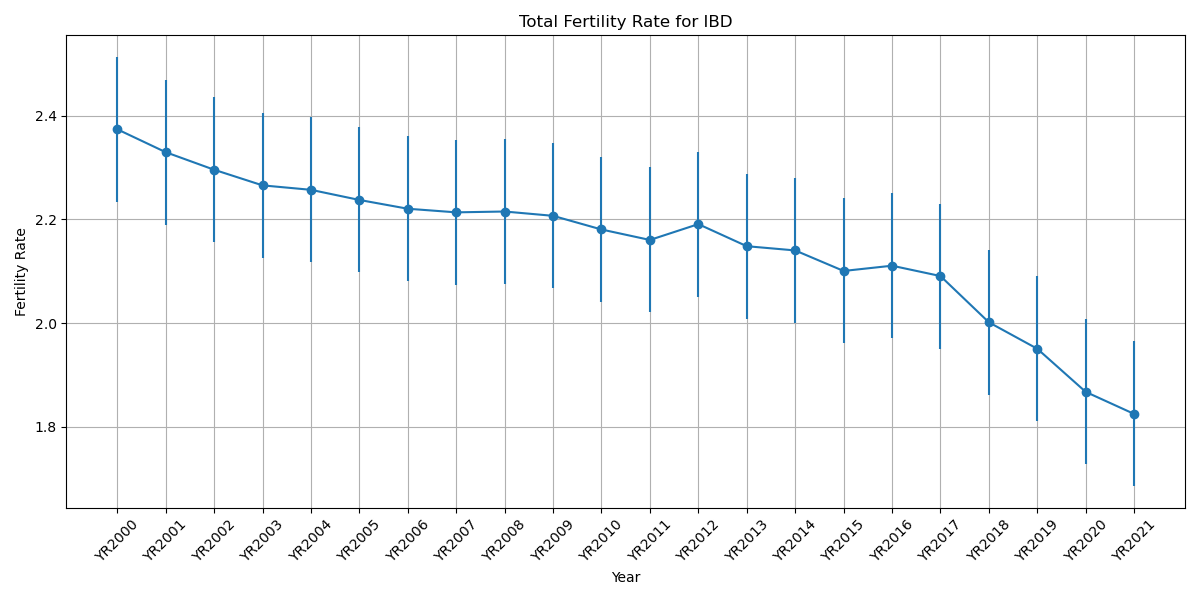 Total Fertility Rate for IBD
Fertility Rate
2.4
2.2
2.0
1.8
YR2000
YR2001
YR2002
YR2003
YR2004
YR2005
YR2006
YR2007
YR2008
YR2009
YR2010
YR2011
YR2012
YR2013
YR2014
YR2015
YR2016
YR2017
YR2018
YR2019
YR2020
YR2021
Year